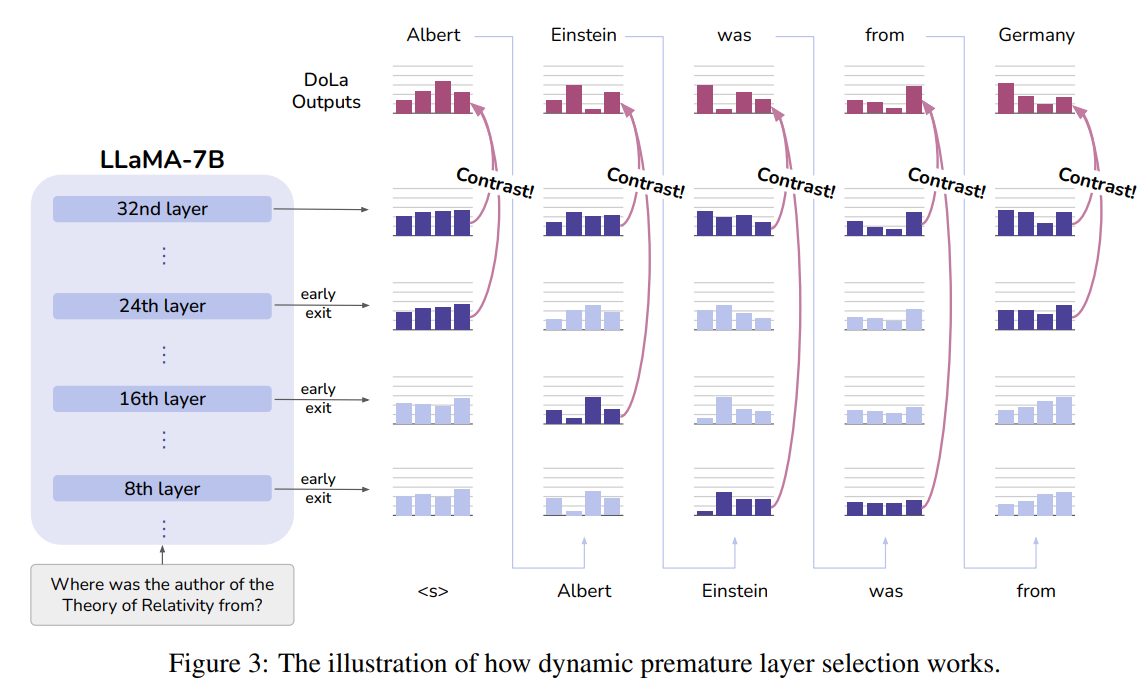 Albert Einstein was from Germany
DoLa
Outputs
LLaMA-7B
Contrast! Contrast! Contrast! Contrast! Contrast!
32nd layer
24th layer
early
exit
16th layer
early
exit
8th layer
early
exit
Where was the author of the
Theory of Relativity from?
<s> Albert Einstein was from
Figure 3: The illustration of how dynamic premature layer selection works.